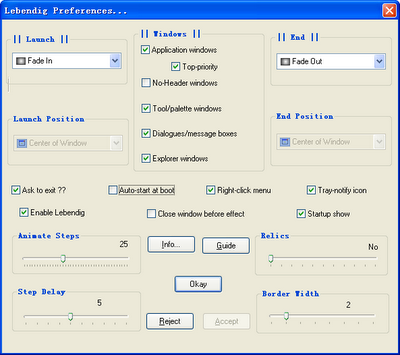 Lebendig Preferences...
|| Launch ||
|| Windows ||
|| End ||
Fade In
Application windows
Fade Out
Top-priority
No-Header windows
Tool/palette windows
Launch Position
End Position
Center of Window
Dialogues/message boxes
Center of Window
Explorer windows
Ask to exit ??
Auto-start at boot
Right-click menu
Tray-notify icon
Enable Lebendig
Close window before effect
Startup show
Animate Steps
25
Info...
Guide
Relics
No
Okay
Step Delay
5
Border Width
2
Reject
Accept